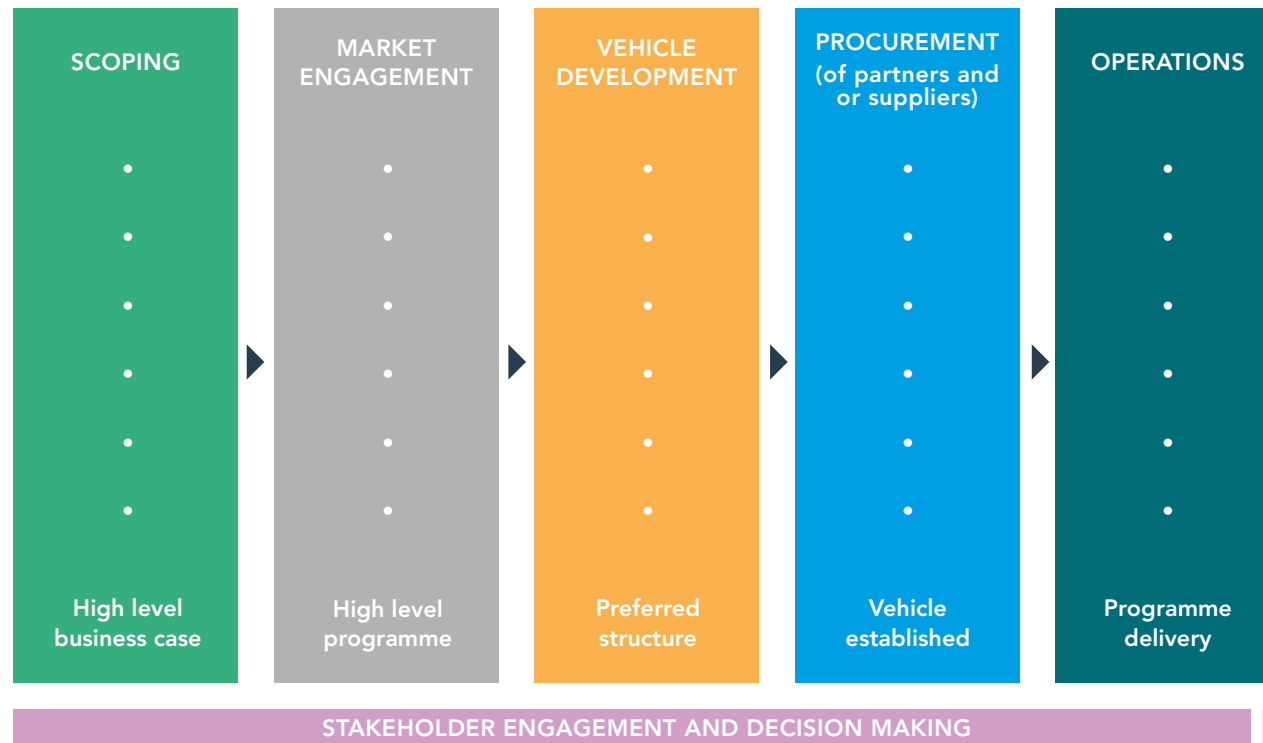 SCOPING
MARKET
ENGAGEMENT
VEHICLE
DEVELOPMENT
PROCUREMENT
(of partners and
or suppliers)
OPERATIONS
High level
business case
High level
programme
Preferred
structure
Vehicle
established
Programme
delivery
STAKEHOLDER ENGAGEMENT AND DECISION MAKING